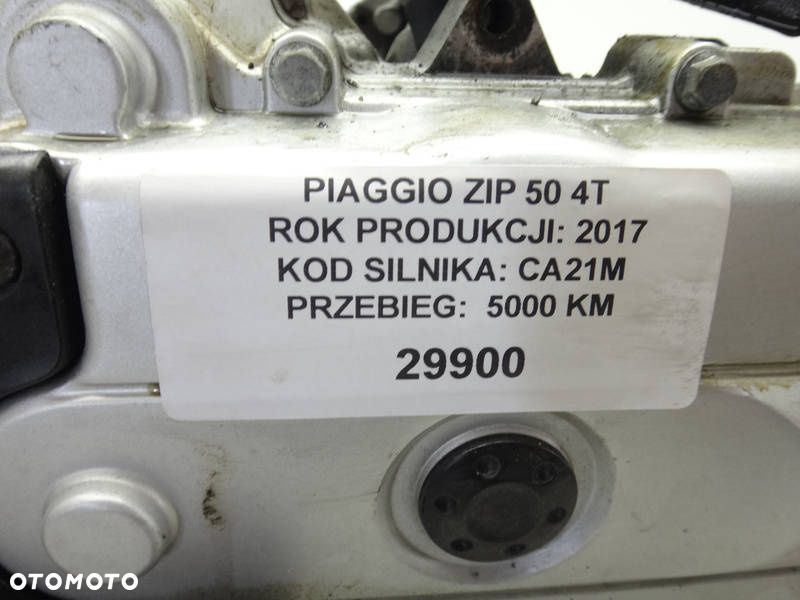 PIAGGIO ZIP 50 4T
ROK PRODUKCJI: 2017
KOD SILNIKA: CA21M
PRZEBIEG: 5000 KM
29900
OTOMOTO